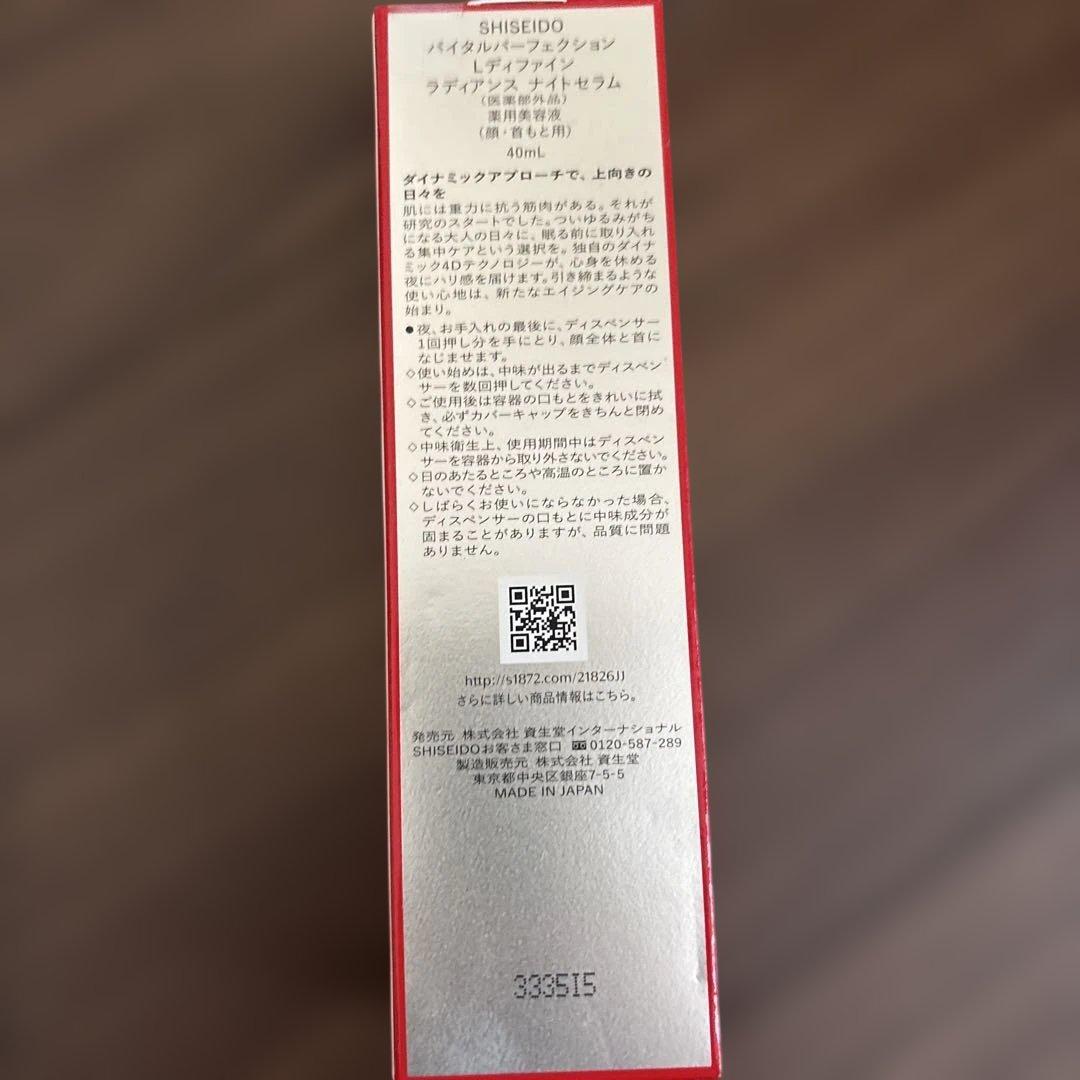 SHISEIDO
バイタルパーフェクション
Lディファイン
ラディアンス ナイトセラム
(医薬部外品)
薬用美容液
(顔・首もと用)
40mL
ダイナミックアプローチで、上向きの
日々を
肌には重力に抗う筋肉がある。それが
研究のスタートでした。ついゆるみがち
になる大人の日々に、眠る前に取り入れ
る集中ケアという選択を。独自のダイナ
ミック4Dテクノロジーが、心身を休める
夜にハリ感を届けます。引き締まるような
使い心地は、新たなエイジングケアの
始まり。
●夜、お手入れの最後に、ディスペンサー
1回押し分を手にとり、顔全体と首に
なじませます。
◇使い始めは、中味が出るまでディスペン
サーを数回押してください。
◇ご使用後は容器の口もとをきれいに拭
き、必ずカバーキャップをきちんと閉め
てください。
◇中味衛生上、使用期間中はディスペン
サーを容器から取り外さないでください。
◇日のあたるところや高温のところに置か
ないでください。
◇しばらくお使いにならなかった場合、
ディスペンサーの口もとに中味成分が
固まることがありますが、品質に問題
ありません。
http://s1872.com/21826JJ
さらに詳しい商品情報はこちら。
発売元 株式会社 資生堂インターナショナル
SHISEIDOお客さま窓口 0120-587-289
製造販売元 株式会社 資生堂
東京都中央区銀座7-5-5
MADE IN JAPAN
3335I5